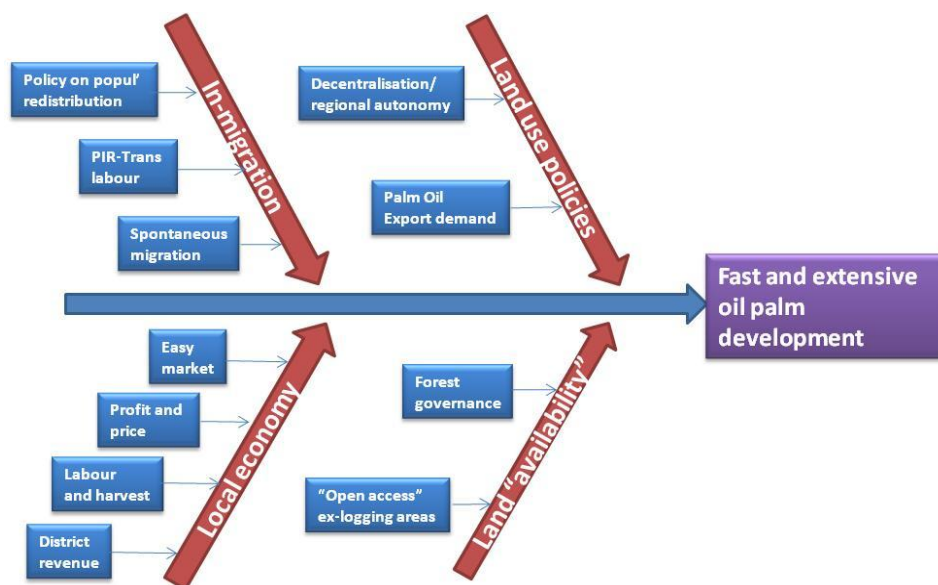 Policy on popul'
redistribution
PIR-Trans
labour
Spontaneous
migration
In-migration
Decentralisation/
regional autonomy
Palm Oil
Export demand
Land use policies
Fast and extensive
oil palm
development
Easy
market
Profit and
price
Labour
and harvest
District
revenue
Local economy
Forest
governance
"Open access"
ex-logging areas
Land "availability"